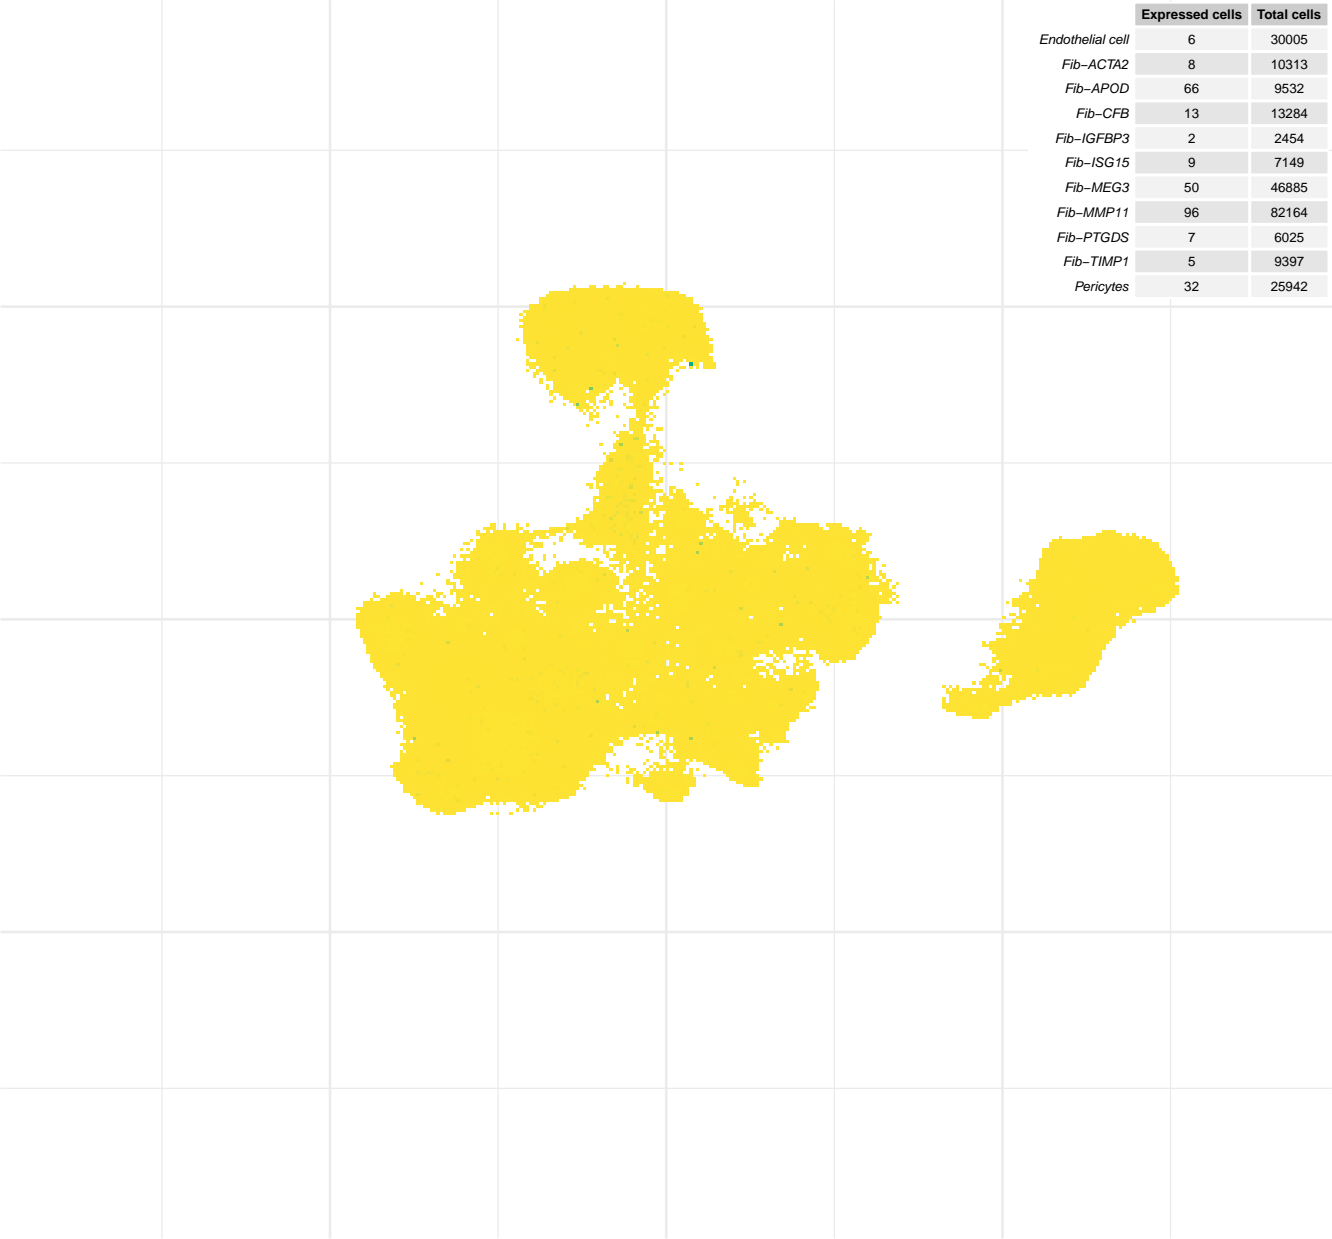 Expressed cells Total cells
Endothelial cell 6 30005
Fib−ACTA2 8 10313
Fib−APOD 66 9532
Fib−CFB 13 13284
Fib−IGFBP3 2 2454
Fib−ISG15 9 7149
Fib−MEG3 50 46885
Fib−MMP11 96 82164
Fib−PTGDS 7 6025
Fib−TIMP1 5 9397
Pericytes 32 25942